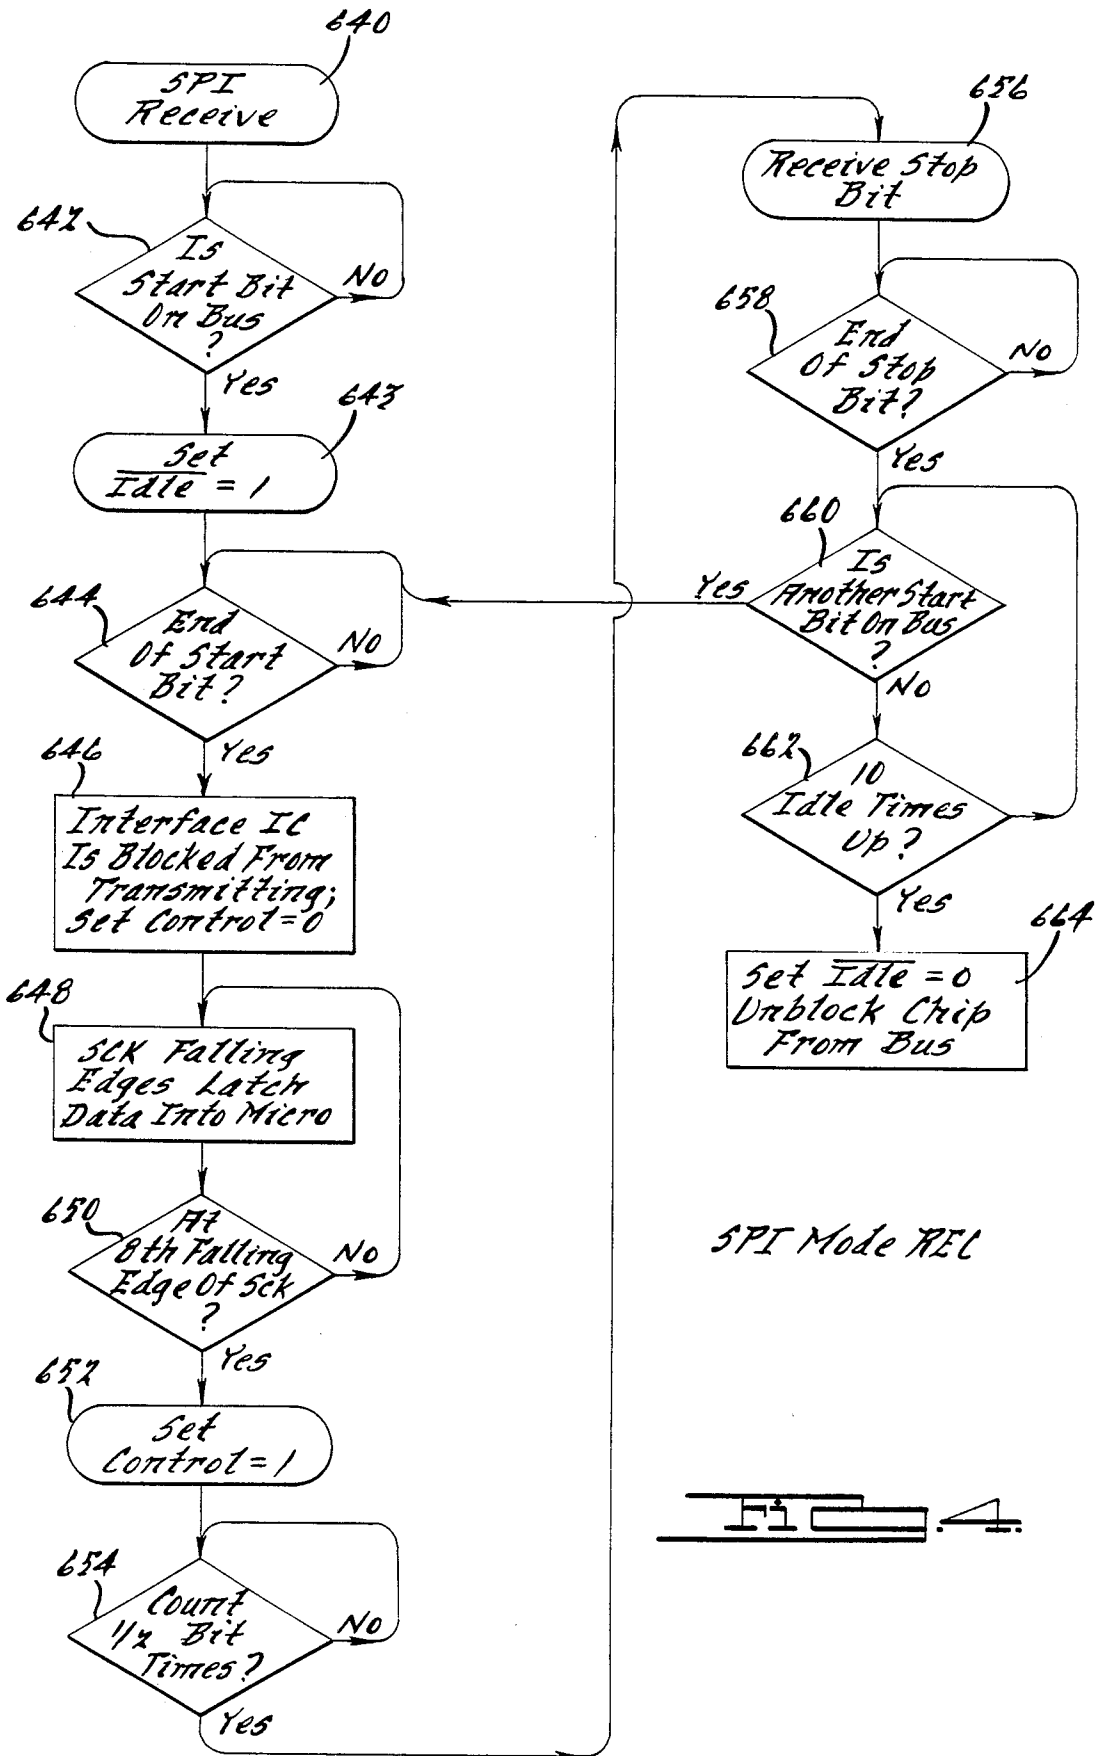 640
SPI
Receive
642
Is
Start Bit
On Bus
?
No
Yes
643
Set
Idle = 1
644
End
Of Start
Bit?
No
Yes
646
Interface IC
Is Blocked From
Transmitting;
Set Control = 0
648
SCK Falling
Edges Latch
Data Into Micro
650
At
8th Falling
Edge Of Sck
?
No
Yes
652
Set
Control = 1
654
Count
1/2 Bit
Times?
No
Yes
656
Receive Stop
Bit
658
End
Of Stop
Bit?
No
Yes
660
Is
Another Start
Bit On Bus
?
Yes
No
662
10
Idle Times
Up?
Yes
664
Set Idle = 0
Unblock Chip
From Bus
SPI Mode REC